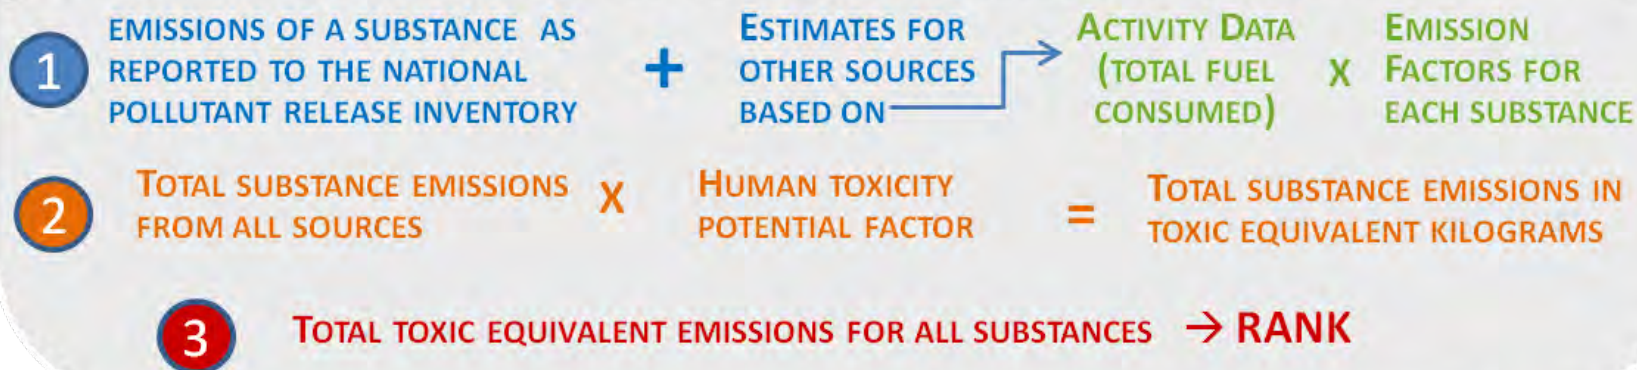 1
EMISSIONS OF A SUBSTANCE AS
REPORTED TO THE NATIONAL
POLLUTANT RELEASE INVENTORY
+
ESTIMATES FOR
OTHER SOURCES
BASED ON
ACTIVITY DATA
(TOTAL FUEL
CONSUMED)
X
EMISSION
FACTORS FOR
EACH SUBSTANCE
2
TOTAL SUBSTANCE EMISSIONS
FROM ALL SOURCES
X
HUMAN TOXICITY
POTENTIAL FACTOR
=
TOTAL SUBSTANCE EMISSIONS IN
TOXIC EQUIVALENT KILOGRAMS
3
TOTAL TOXIC EQUIVALENT EMISSIONS FOR ALL SUBSTANCES → RANK